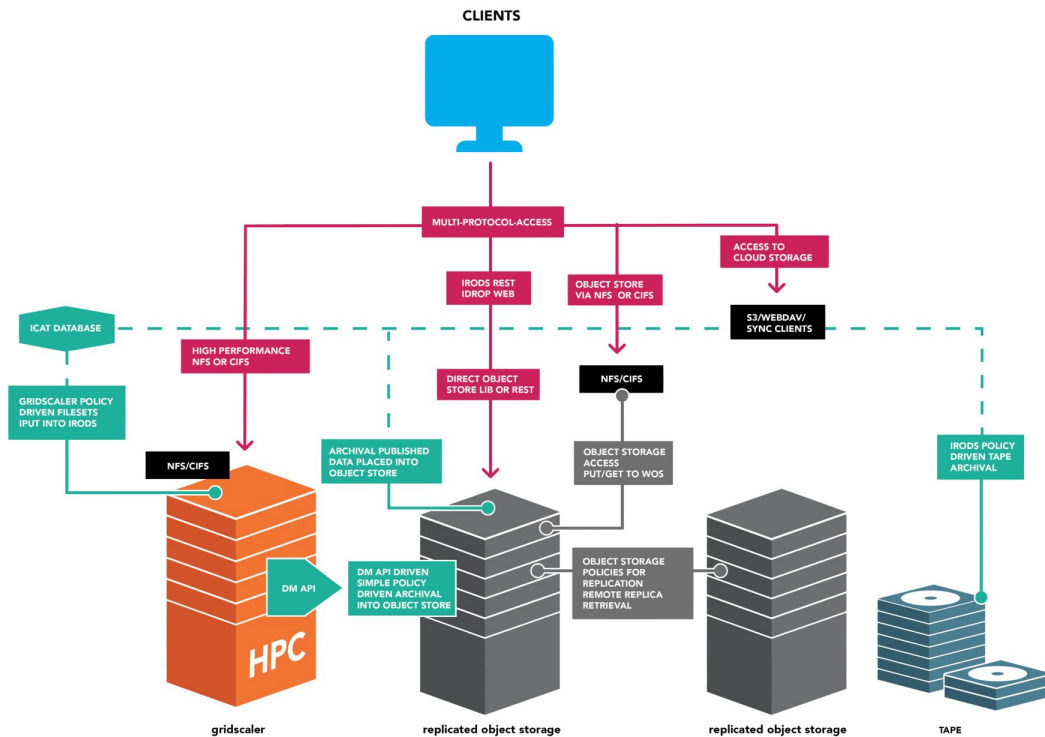 CLIENTS
MULTI-PROTOCOL-ACCESS
ACCESS TO
CLOUD STORAGE
IRODS REST
IDROP WEB
OBJECT STORE
VIA NFS OR CIFS
ICAT DATABASE
S3/WEBDAV/
SYNC CLIENTS
HIGH PERFORMANCE
NFS OR CIFS
DIRECT OBJECT
STORE LIB OR REST
NFS/CIFS
GRIDSCALER POLICY
DRIVEN FILESETS
IPUT INTO IRODS
NFS/CIFS
ARCHIVAL PUBLISHED
DATA PLACED INTO
OBJECT STORE
OBJECT STORAGE
ACCESS
PUT/GET TO WOS
IRODS POLICY
DRIVEN TAPE
ARCHIVAL
DM API
DM API DRIVEN
SIMPLE POLICY
DRIVEN ARCHIVAL
INTO OBJECT STORE
OBJECT STORAGE
POLICIES FOR
REPLICATION
REMOTE REPLICA
RETRIEVAL
HPC
gridscaler
replicated object storage
replicated object storage
TAPE